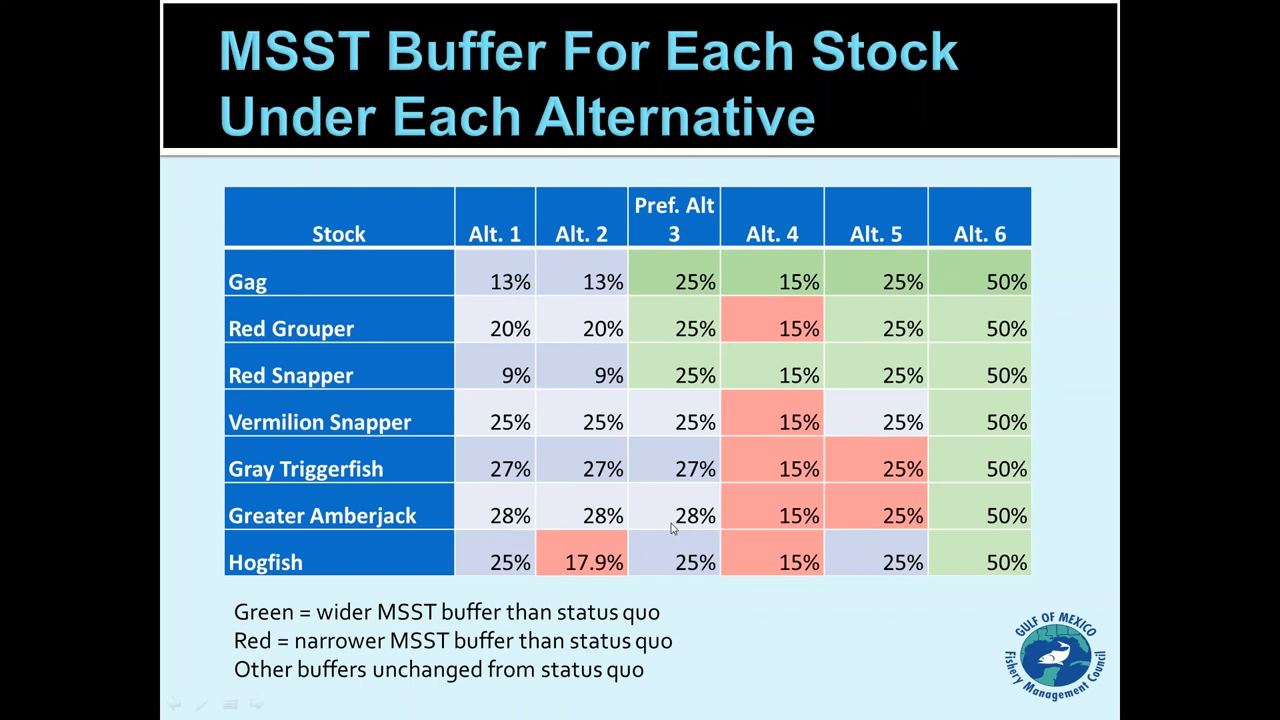 MSST Buffer For Each Stock
Under Each Alternative
Stock Alt. 1 Alt. 2 Pref. Alt 3 Alt. 4 Alt. 5 Alt. 6
Gag 13% 13% 25% 15% 25% 50%
Red Grouper 20% 20% 25% 15% 25% 50%
Red Snapper 9% 9% 25% 15% 25% 50%
Vermilion Snapper 25% 25% 25% 15% 25% 50%
Gray Triggerfish 27% 27% 27% 15% 25% 50%
Greater Amberjack 28% 28% 28% 15% 25% 50%
Hogfish 25% 17.9% 25% 15% 25% 50%
Green = wider MSST buffer than status quo
Red = narrower MSST buffer than status quo
Other buffers unchanged from status quo
GULF OF MEXICO
Fishery Management Council